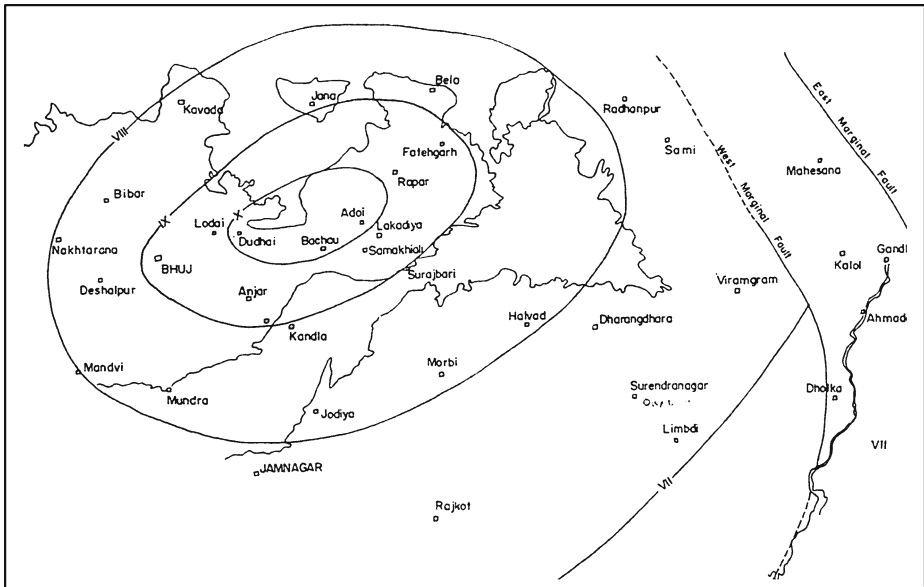 Bela
Jana
Kavada
Radhanpur
East Marginal Fault
VIII
Fatehgarh
Sami
West Marginal Fault
Mahesana
Rapar
Bibar
IX
X
Adoi
Lodai
Dudhai
Lakadiya
Nakhtarana
Bachau
Samakhioli
BHUJ
Surajbari
Kalol
Gandh
Deshalpur
Viramgram
Anjar
Kandla
Halvad
Dharangdhara
Ahmad
Mandvi
Morbi
Mundra
Surendranagar
Dholka
Jodiya
Limbdi
VII
JAMNAGAR
VII
Rajkot